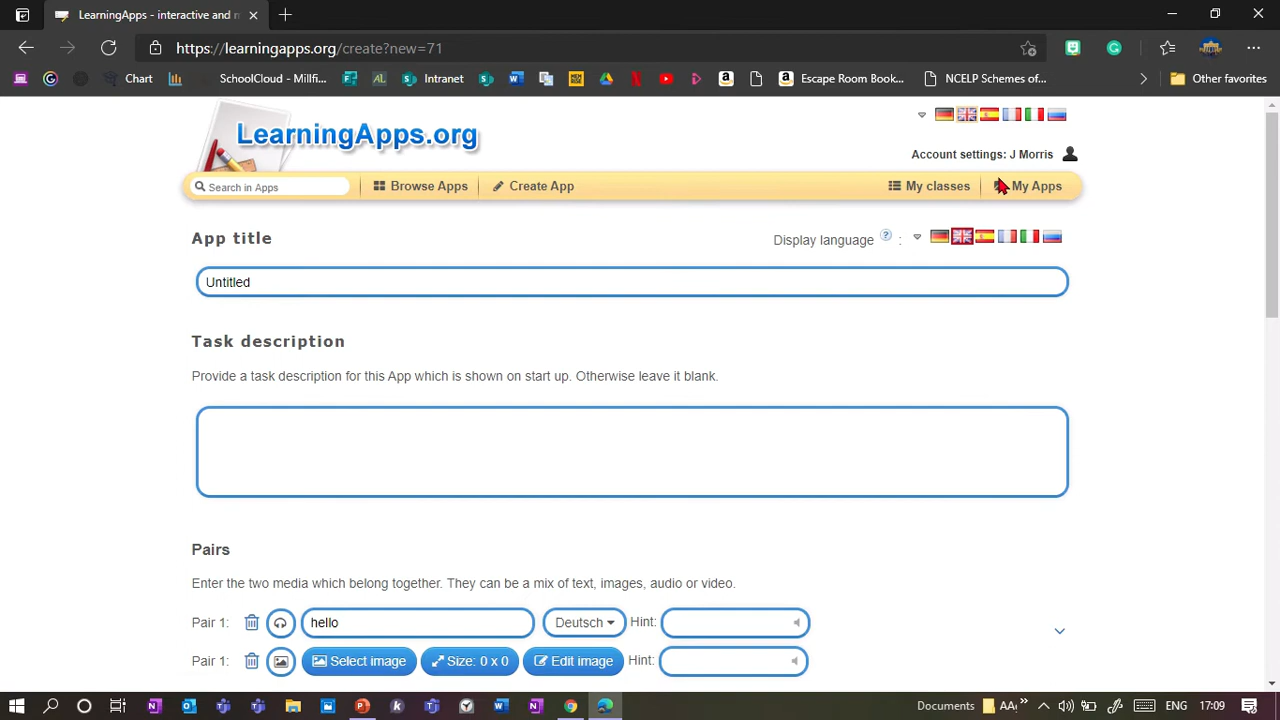 LearningApps - interactive and m
https://learningapps.org/create?new=71
Chart
SchoolCloud - Millfi...
Intranet
Escape Room Book...
NCELP Schemes of...
Other favorites
LearningApps.org
Account settings: J Morris
Search in Apps
Browse Apps
Create App
My classes
My Apps
App title
Display language ? :
Untitled
Task description
Provide a task description for this App which is shown on start up. Otherwise leave it blank.
Pairs
Enter the two media which belong together. They can be a mix of text, images, audio or video.
Pair 1: hello Deutsch Hint:
Pair 1: Select image Size: 0 x 0 Edit image Hint:
Documents
ENG
17:09